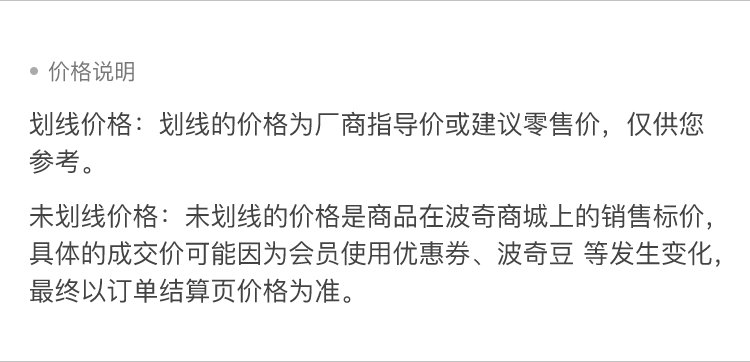 价格说明
划线价格：划线的价格为厂商指导价或建议零售价，仅供您
参考。
未划线价格：未划线的价格是商品在波奇商城上的销售标价，
具体的成交价可能因为会员使用优惠券、波奇豆 等发生变化，
最终以订单结算页价格为准。